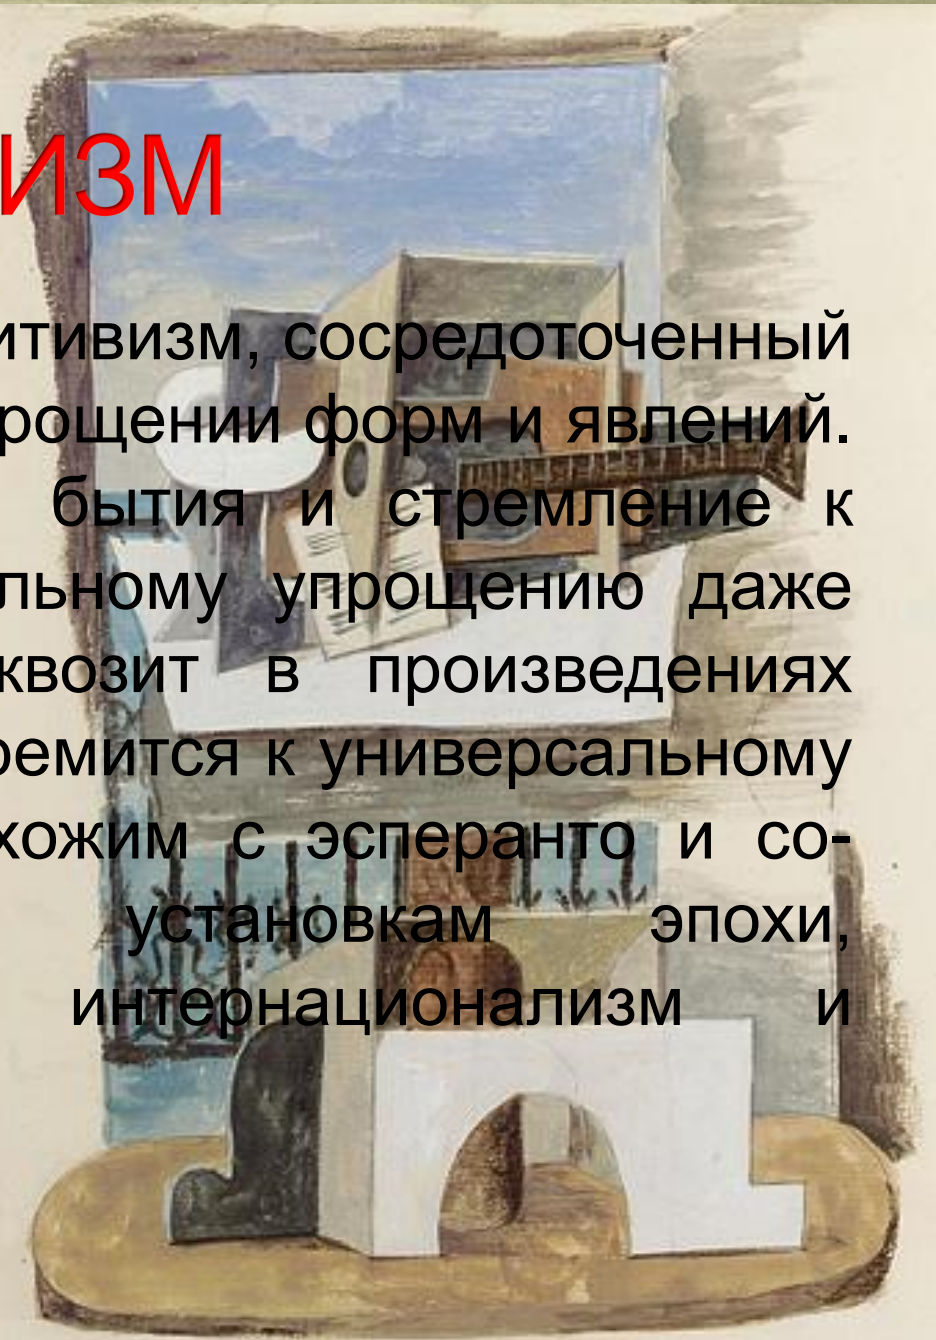 ИЗМ
итивизм, сосредоточенный
рощении форм и явлений.
бытия и стремление к
льному упрощению даже
квозит в произведениях
ремится к универсальному
хожим с эсперанто и со-
установкам эпохи,
интернационализм и